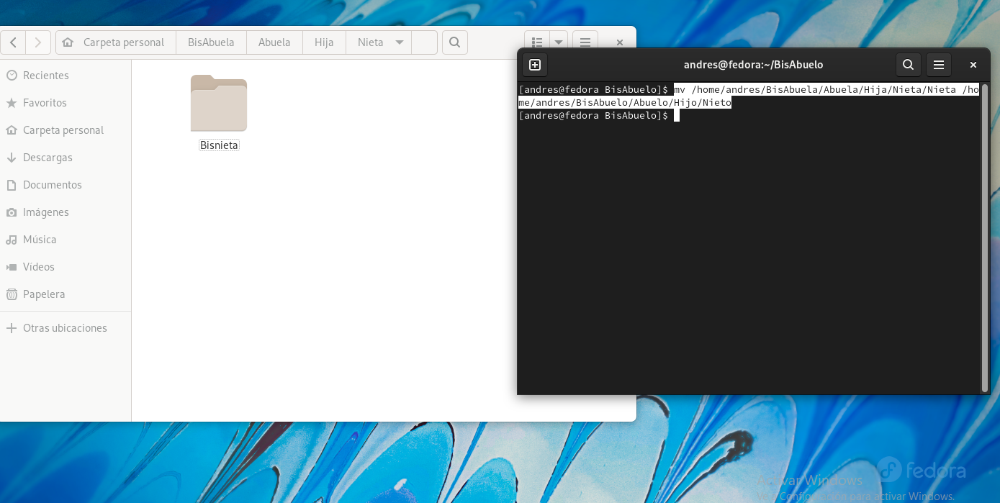 Carpeta personal
BisAbuela
Abuela
Hija
Nieta
Recientes
Favoritos
Carpeta personal
Descargas
Documentos
Imágenes
Música
Vídeos
Papelera
Otras ubicaciones
Bisnieta
andres@fedora:~/BisAbuelo
[andres@fedora BisAbuelo]$ mv /home/andres/BisAbuela/Abuela/Hija/Nieta/Nieta /ho
me/andres/BisAbuelo/Abuelo/Hijo/Nieto
[andres@fedora BisAbuelo]$
fedora
Activar Windows
Ve a Configuración para activar Windows.